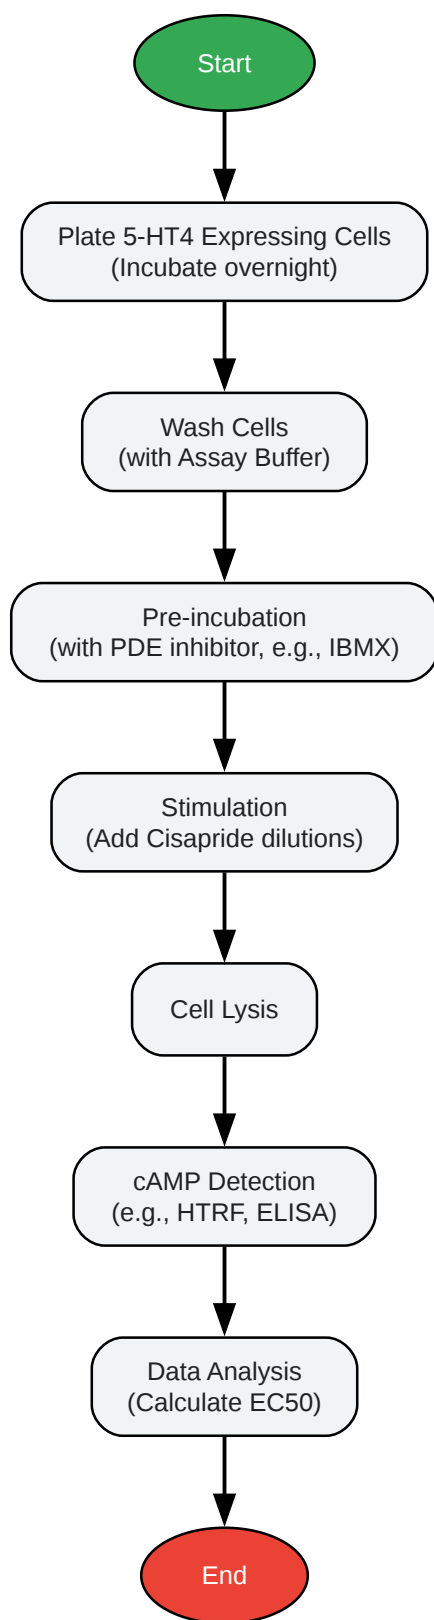 Start
Plate 5-HT4 Expressing Cells
(Incubate overnight)
Wash Cells
(with Assay Buffer)
Pre-incubation
(with PDE inhibitor, e.g., IBMX)
Stimulation
(Add Cisapride dilutions)
Cell Lysis
cAMP Detection
(e.g., HTRF, ELISA)
Data Analysis
(Calculate EC50)
End